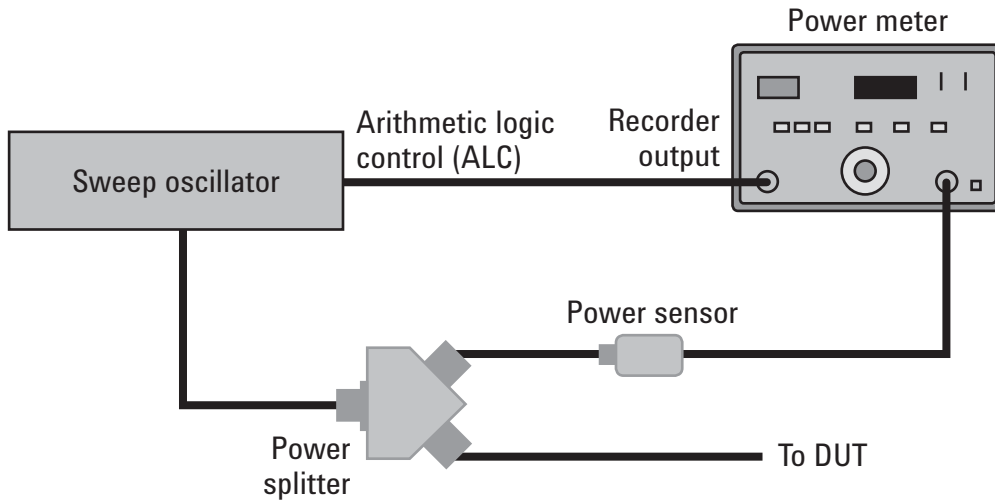 Power meter
Arithmetic logic
control (ALC)
Recorder
output
Sweep oscillator
Power sensor
Power
splitter
To DUT